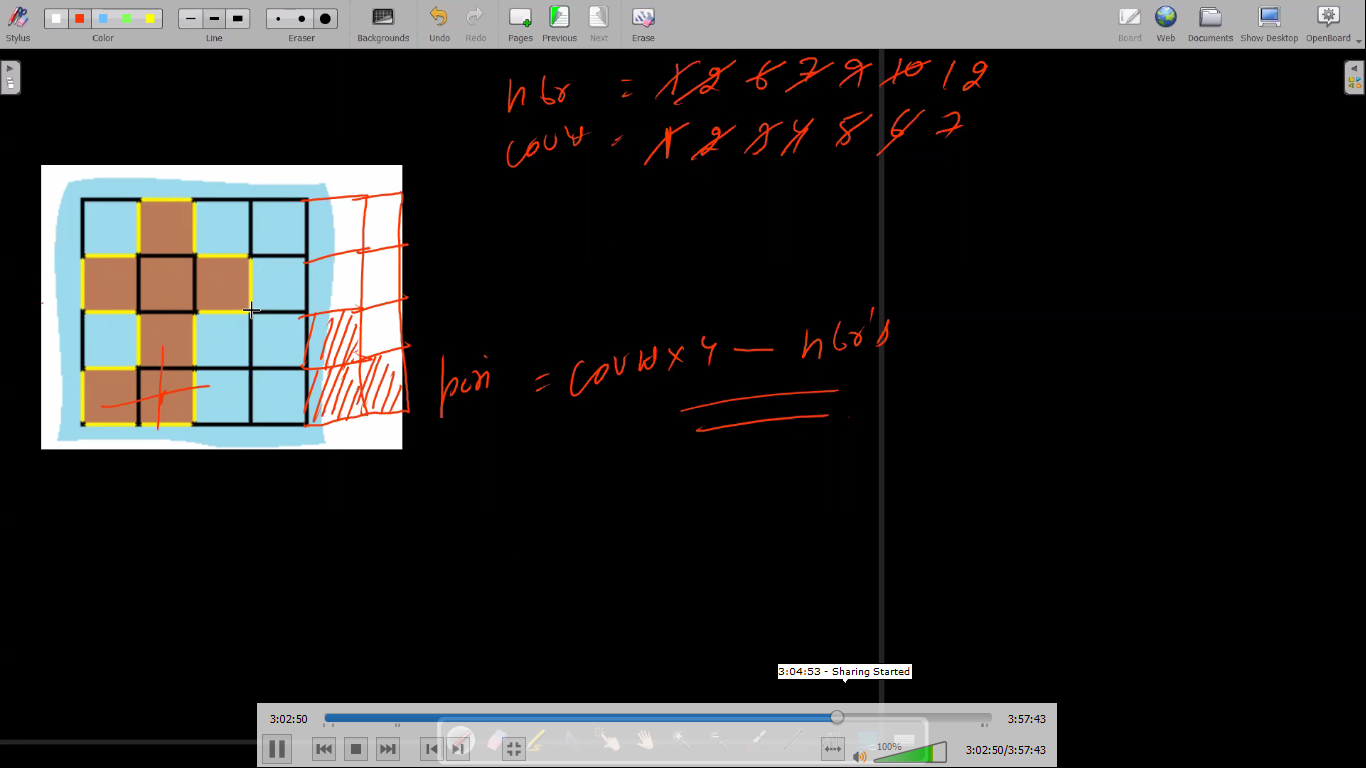 Stylus Color Line Eraser Backgrounds Undo Redo Pages Previous Next Erase Board Web Documents Show Desktop OpenBoard
nbr = 1 2 6 7 9 10 12
count = 1 2 3 4 5 6 7
peri = count x 4 — nbr's
3:04:53 - Sharing Started
3:02:50 3:57:43
100% 3:02:50/3:57:43